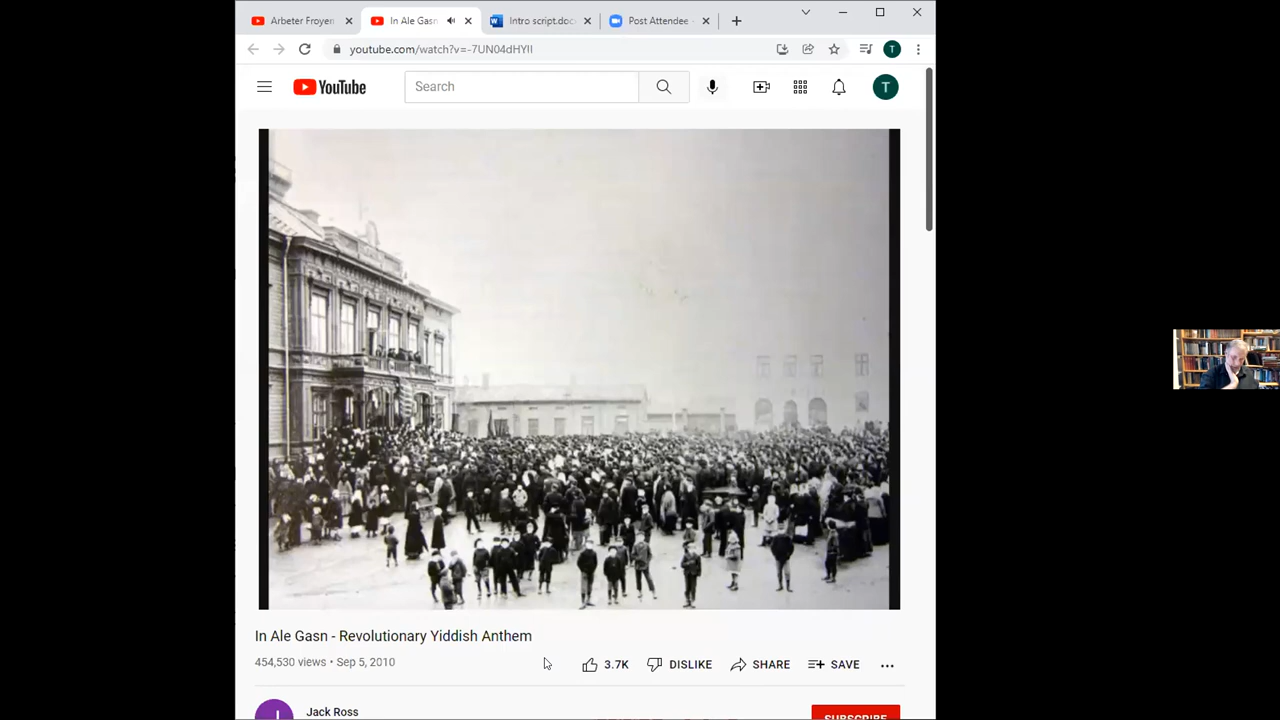 Arbeter Froyen
In Ale Gasn
Intro script.doc
Post Attendee -
youtube.com/watch?v=-7UN04dHYII
YouTube
Search
T
T
In Ale Gasn - Revolutionary Yiddish Anthem
454,530 views • Sep 5, 2010
3.7K
DISLIKE
SHARE
SAVE
J
Jack Ross
SUBSCRIBE